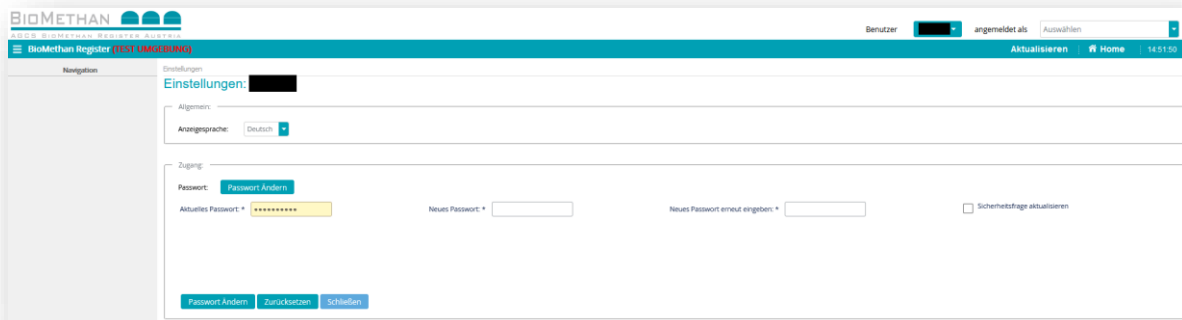 BIOMETHAN
AGCS BIOMETHAN REGISTER AUSTRIA
Benutzer angemeldet als Auswählen
BioMethan Register (TEST UMGEBUNG) Aktualisieren Home 14:51:50
Navigation
Einstellungen
Einstellungen:
Allgemein:
Anzeigesprache: Deutsch
Zugang:
Passwort: Passwort Ändern
Aktuelles Passwort: * •••••••••• Neues Passwort: * Neues Passwort erneut eingeben: * Sicherheitsfrage aktualisieren
Passwort Ändern Zurücksetzen Schließen